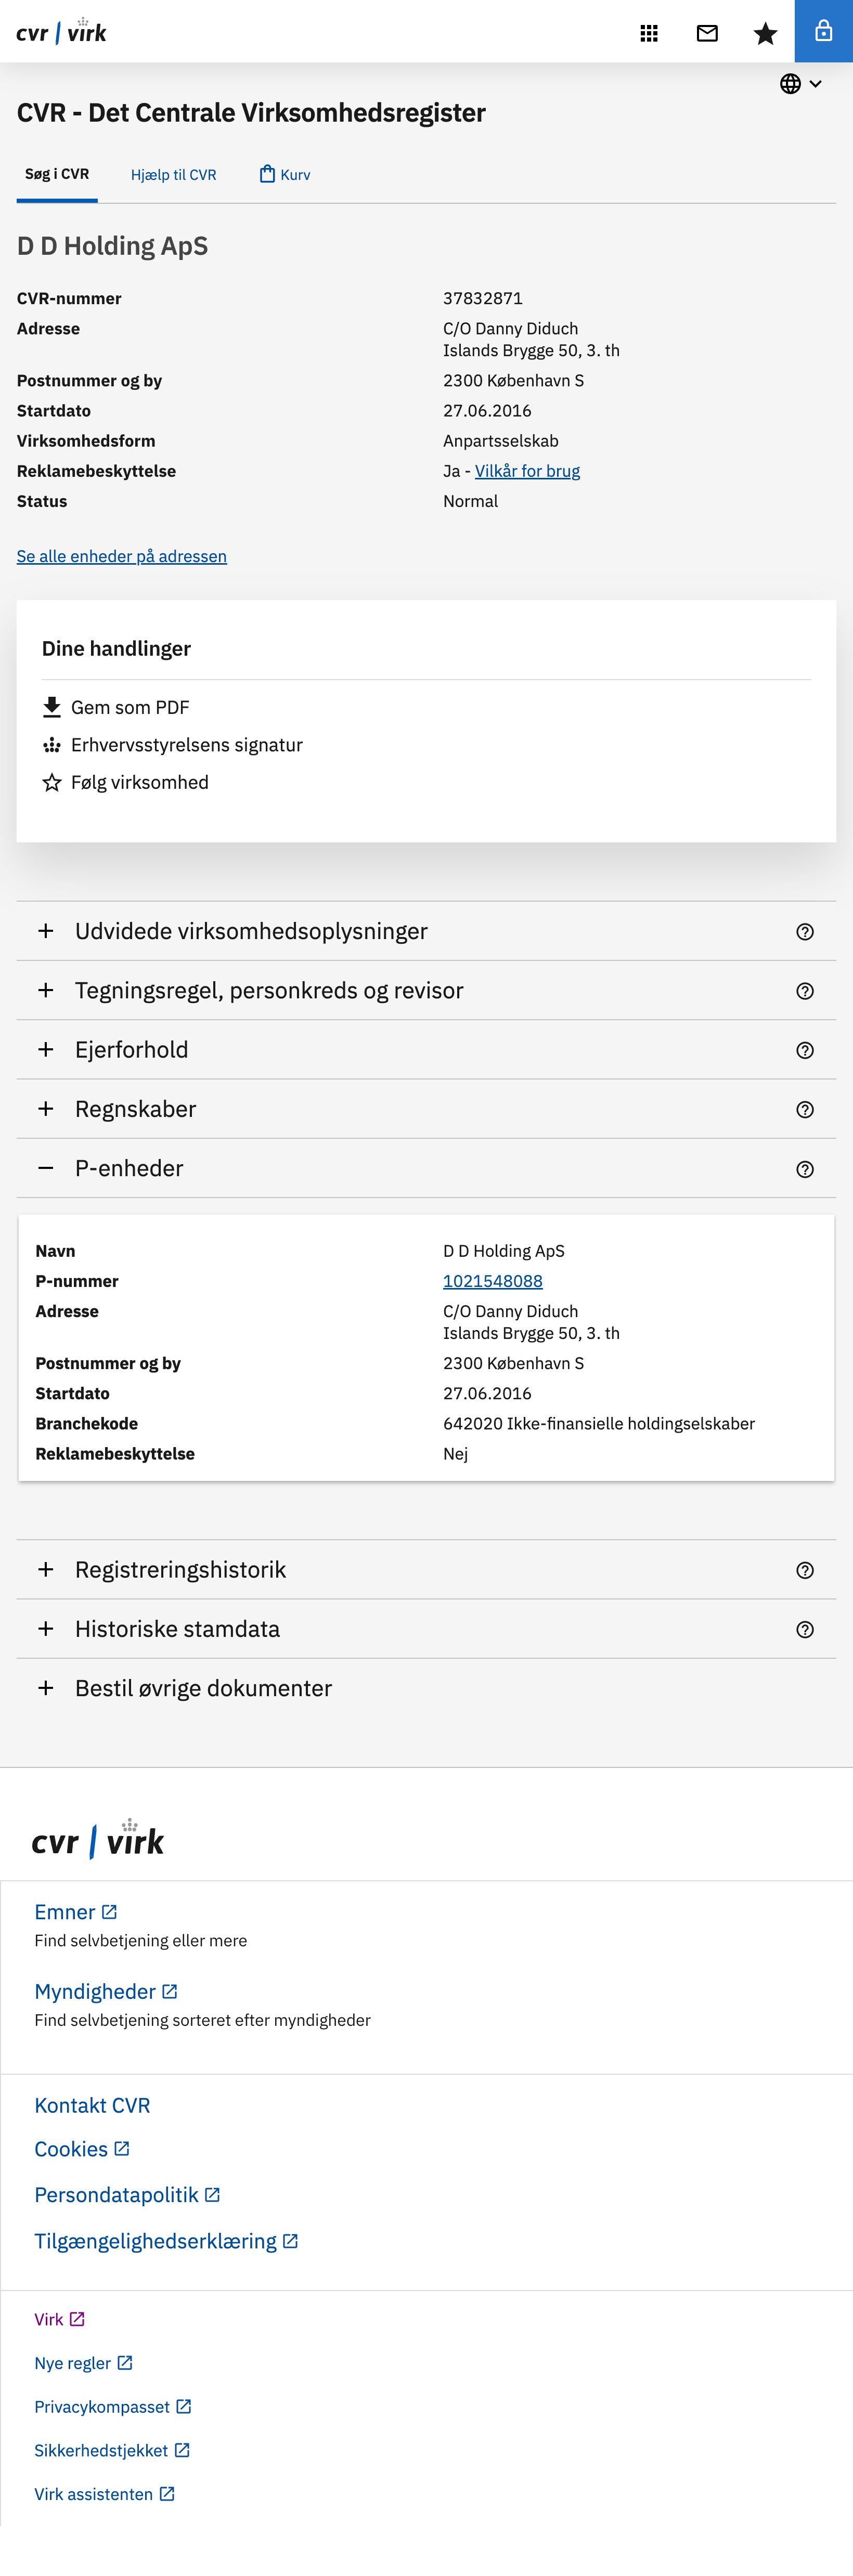 cvr | virk
CVR - Det Centrale Virksomhedsregister
Søg i CVR
Hjælp til CVR
Kurv
D D Holding ApS
CVR-nummer 37832871
Adresse C/O Danny Diduch
Islands Brygge 50, 3. th
Postnummer og by 2300 København S
Startdato 27.06.2016
Virksomhedsform Anpartsselskab
Reklamebeskyttelse Ja - Vilkår for brug
Status Normal
Se alle enheder på adressen
Dine handlinger
Gem som PDF
Erhvervsstyrelsens signatur
Følg virksomhed
Udvidede virksomhedsoplysninger
Tegningsregel, personkreds og revisor
Ejerforhold
Regnskaber
P-enheder
Navn D D Holding ApS
P-nummer 1021548088
Adresse C/O Danny Diduch
Islands Brygge 50, 3. th
Postnummer og by 2300 København S
Startdato 27.06.2016
Branchekode 642020 Ikke-finansielle holdingselskaber
Reklamebeskyttelse Nej
Registreringshistorik
Historiske stamdata
Bestil øvrige dokumenter
cvr | virk
Emner
Find selvbetjening eller mere
Myndigheder
Find selvbetjening sorteret efter myndigheder
Kontakt CVR
Cookies
Persondatapolitik
Tilgængelighedserklæring
Virk
Nye regler
Privacykompasset
Sikkerhedstjekket
Virk assistenten